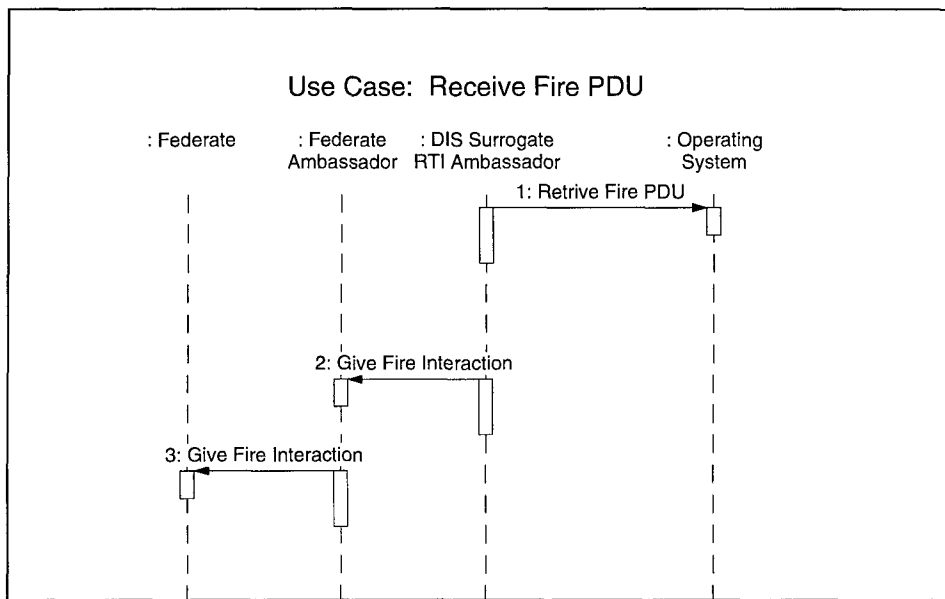 Use Case: Receive Fire PDU
: Federate
: Federate
Ambassador
: DIS Surrogate
RTI Ambassador
: Operating
System
1: Retrive Fire PDU
2: Give Fire Interaction
3: Give Fire Interaction